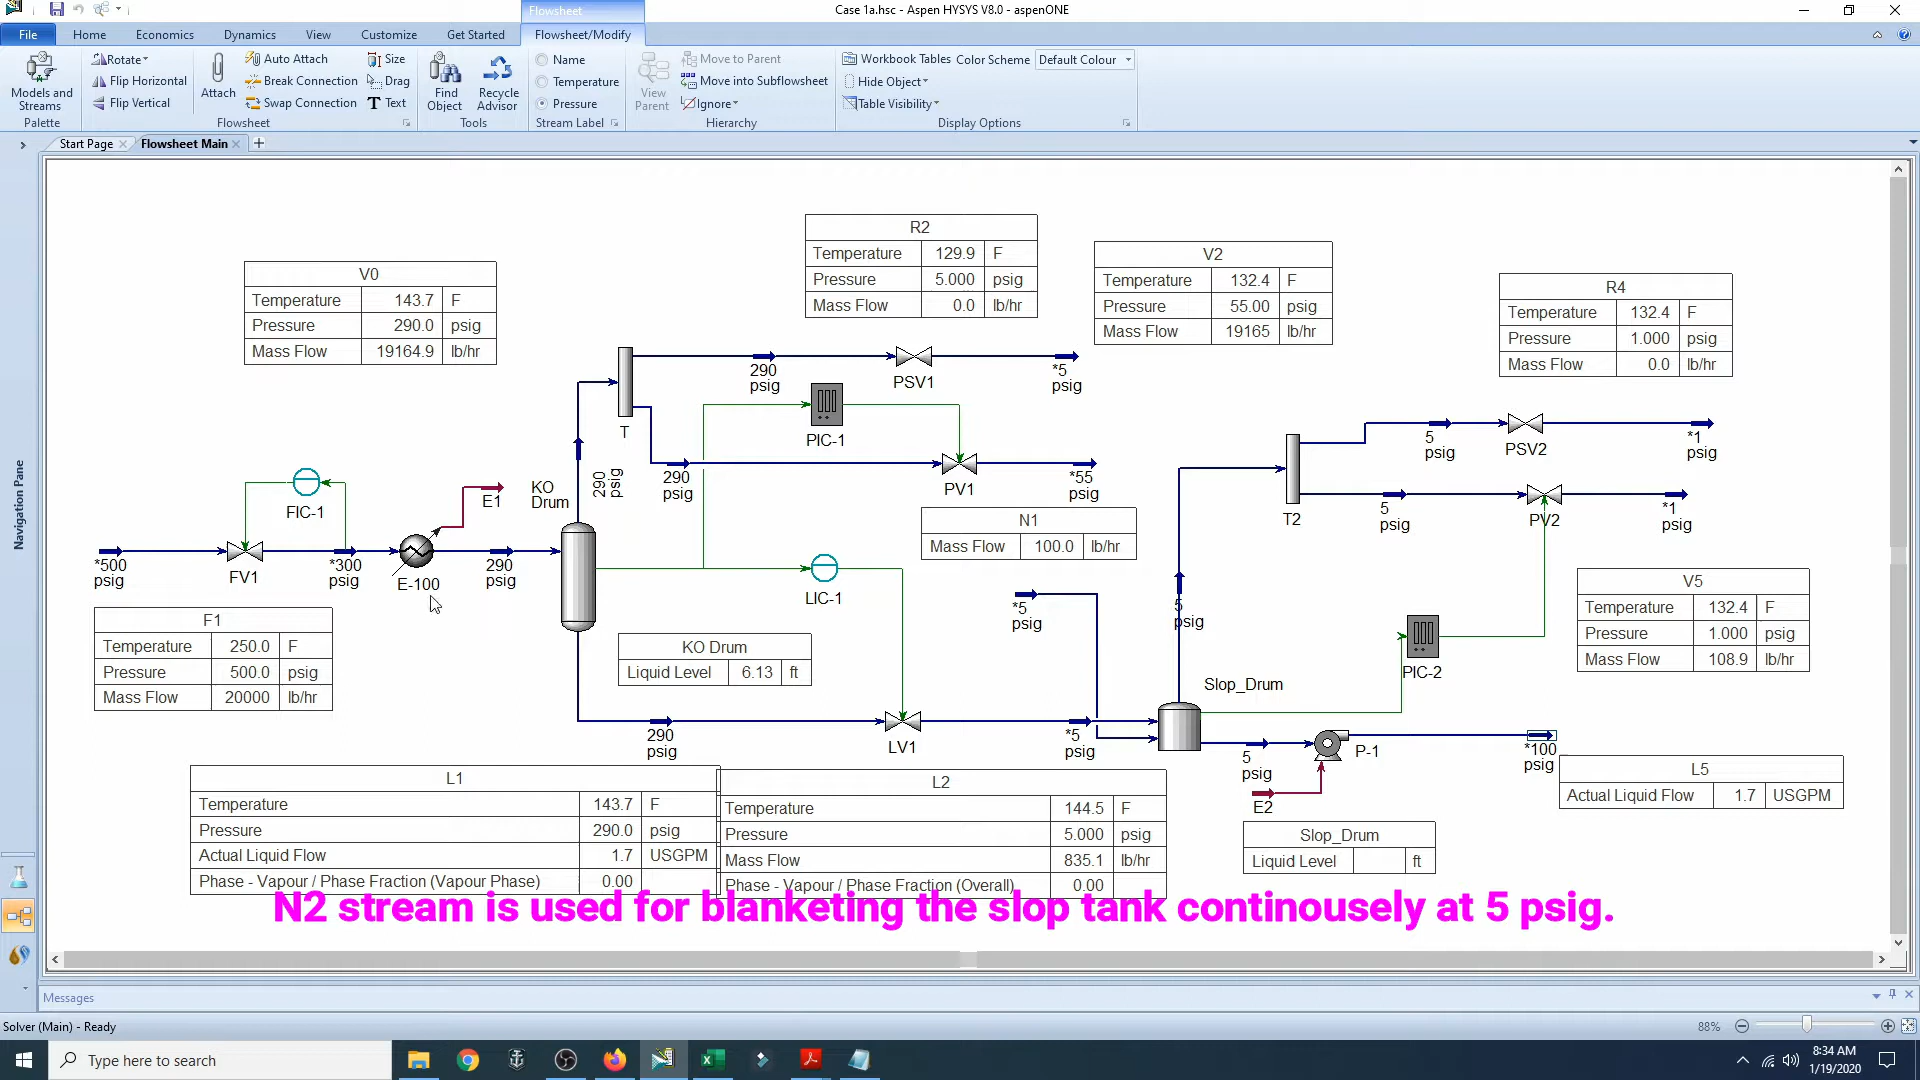 Flowsheet
Case 1a.hsc - Aspen HYSYS V8.0 - aspenONE
File Home Economics Dynamics View Customize Get Started Flowsheet/Modify
Models and Streams
Palette
Rotate
Flip Horizontal
Flip Vertical
Attach
Auto Attach
Break Connection
Swap Connection
Size
Drag
Text
Flowsheet
Find Object
Recycle Advisor
Tools
Name
Temperature
Pressure
Stream Label
View Parent
Move to Parent
Move into Subflowsheet
Ignore
Hierarchy
Workbook Tables
Color Scheme Default Colour
Hide Object
Table Visibility
Display Options
Start Page
Flowsheet Main
Navigation Pane
V0
Temperature 143.7 F
Pressure 290.0 psig
Mass Flow 19164.9 lb/hr
R2
Temperature 129.9 F
Pressure 5.000 psig
Mass Flow 0.0 lb/hr
V2
Temperature 132.4 F
Pressure 55.00 psig
Mass Flow 19165 lb/hr
R4
Temperature 132.4 F
Pressure 1.000 psig
Mass Flow 0.0 lb/hr
290 psig
PSV1
*5 psig
T
PIC-1
290 psig
290 psig
PV1
*55 psig
5 psig
PSV2
*1 psig
T2
5 psig
PV2
*1 psig
FIC-1
E1
KO Drum
*500 psig
FV1
*300 psig
E-100
290 psig
LIC-1
N1
Mass Flow 100.0 lb/hr
*5 psig
5 psig
PIC-2
V5
Temperature 132.4 F
Pressure 1.000 psig
Mass Flow 108.9 lb/hr
F1
Temperature 250.0 F
Pressure 500.0 psig
Mass Flow 20000 lb/hr
KO Drum
Liquid Level 6.13 ft
Slop_Drum
290 psig
LV1
*5 psig
5 psig
P-1
*100 psig
E2
L5
Actual Liquid Flow 1.7 USGPM
L1
Temperature 143.7 F
Pressure 290.0 psig
Actual Liquid Flow 1.7 USGPM
Phase - Vapour / Phase Fraction (Vapour Phase) 0.00
L2
Temperature 144.5 F
Pressure 5.000 psig
Mass Flow 835.1 lb/hr
Phase - Vapour / Phase Fraction (Overall) 0.00
Slop_Drum
Liquid Level ft
N2 stream is used for blanketing the slop tank continousely at 5 psig.
Messages
Solver (Main) - Ready
88%
Type here to search
8:34 AM
1/19/2020